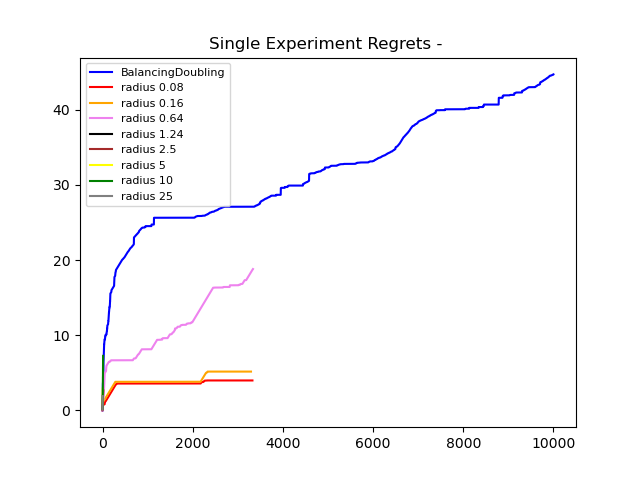 Single Experiment Regrets -
BalancingDoubling
radius 0.08
radius 0.16
radius 0.64
radius 1.24
radius 2.5
radius 5
radius 10
radius 25
40
30
20
10
0
0 2000 4000 6000 8000 10000